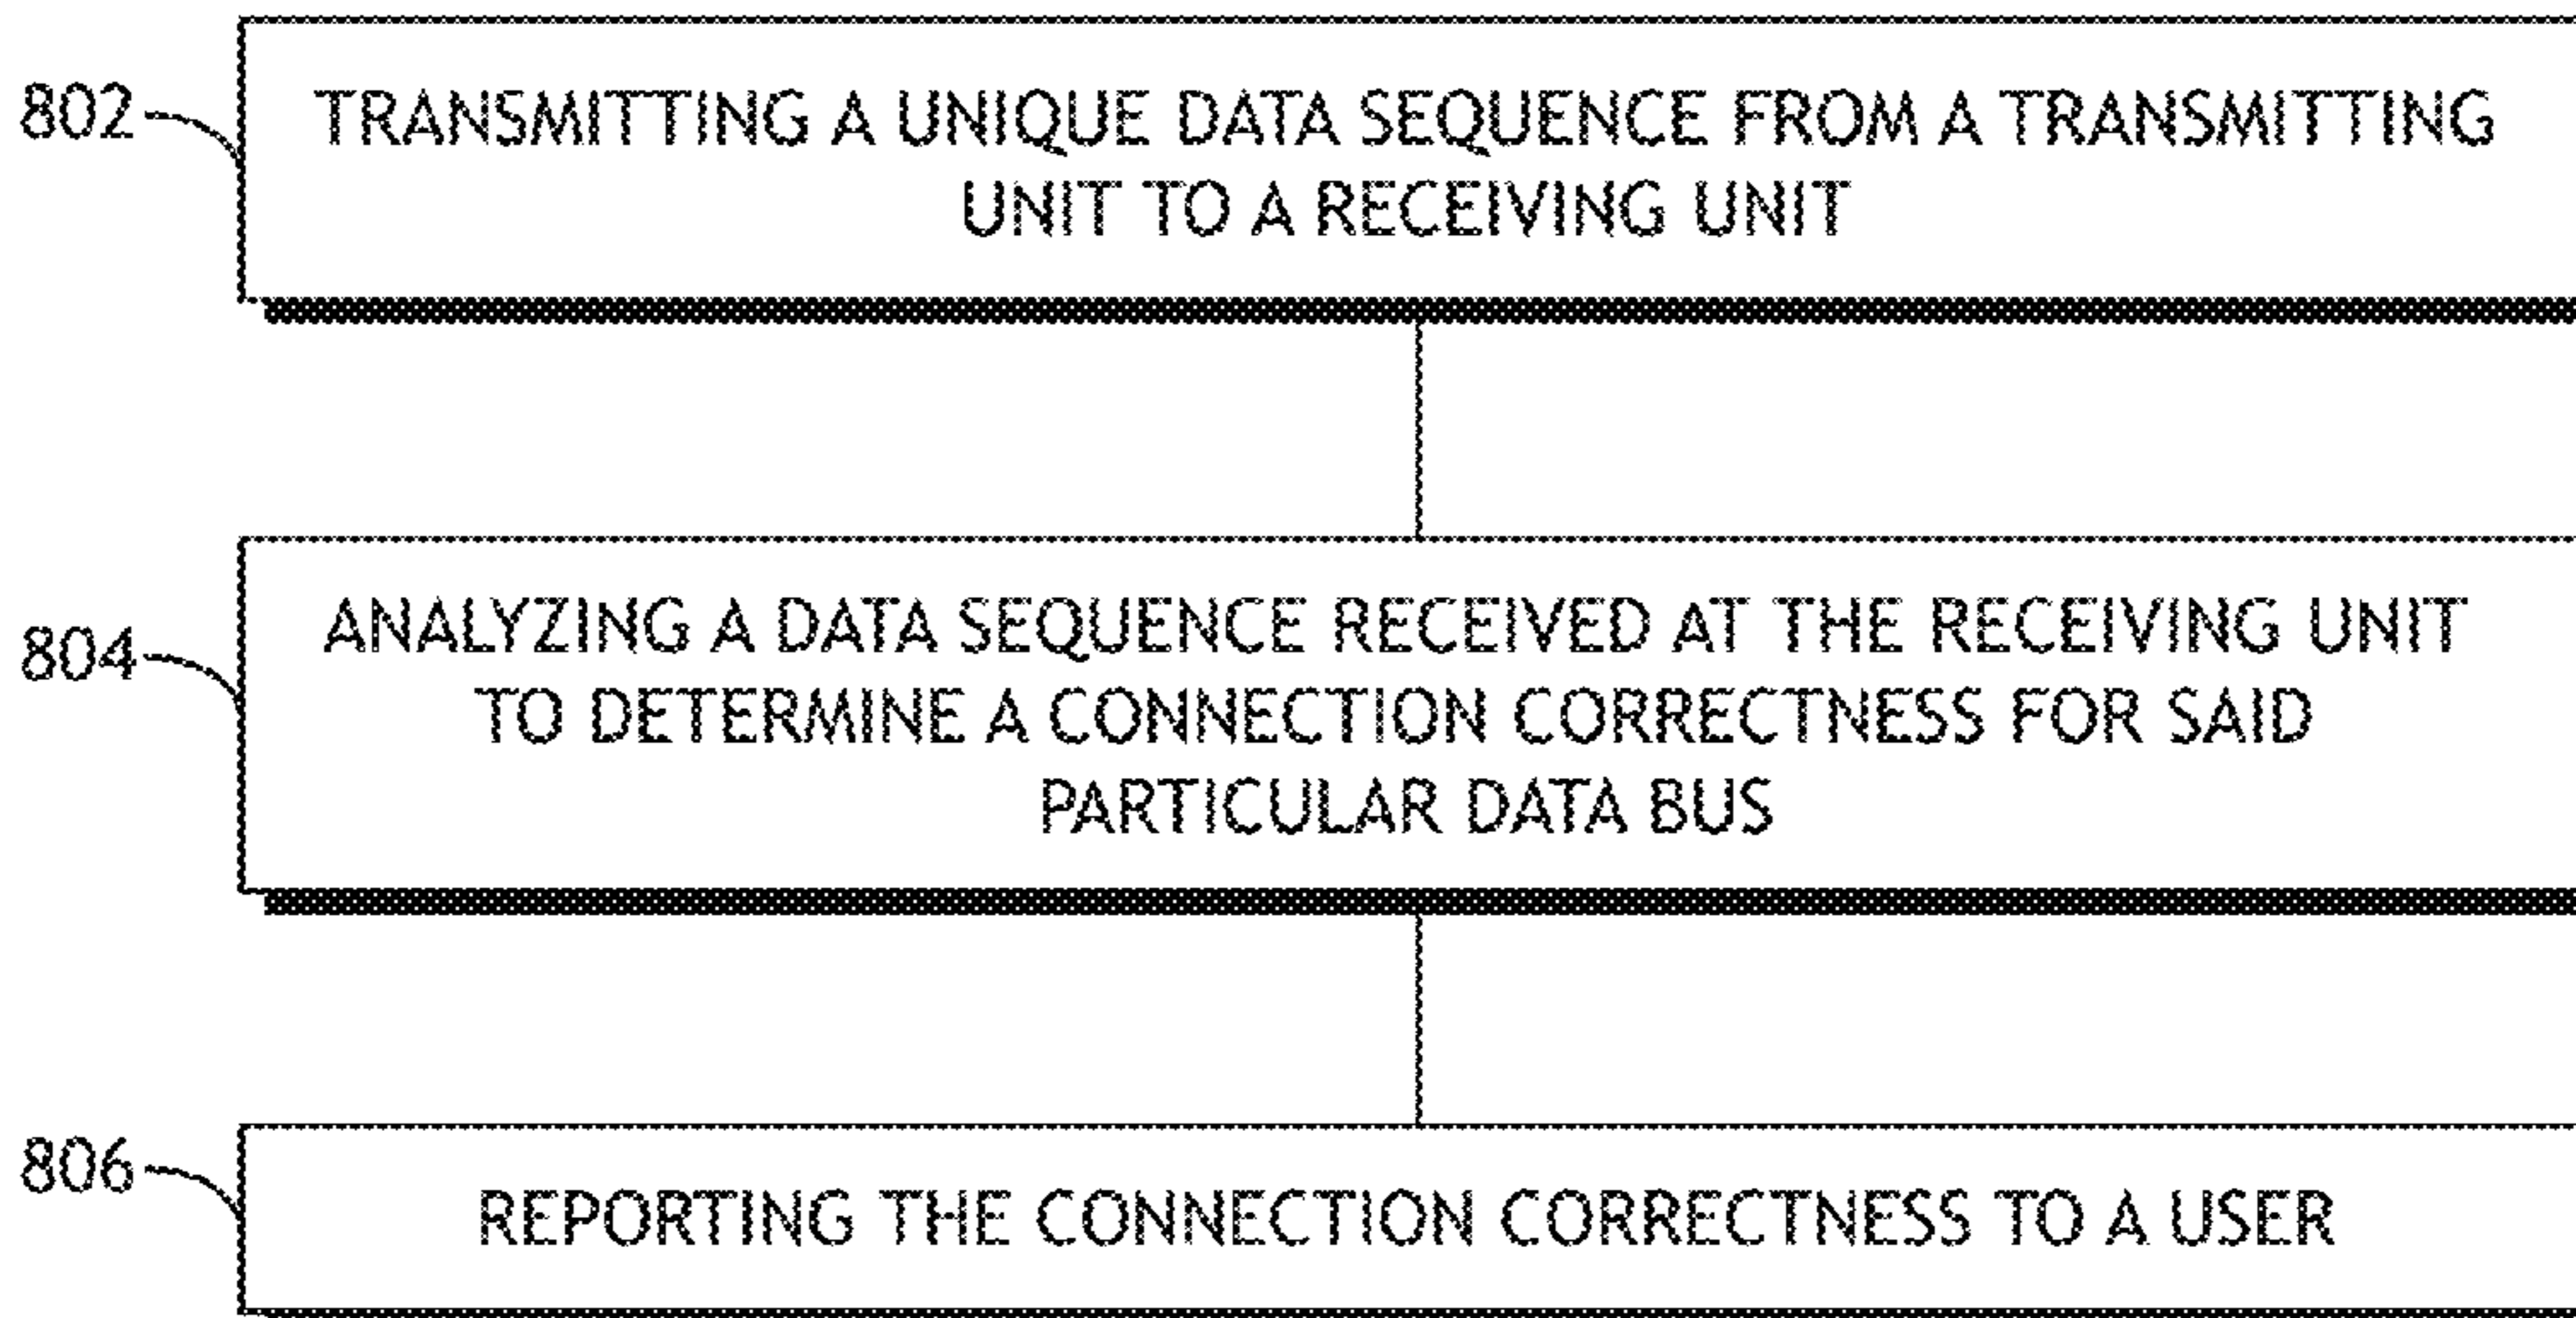 802
TRANSMITTING A UNIQUE DATA SEQUENCE FROM A TRANSMITTING
UNIT TO A RECEIVING UNIT
804
ANALYZING A DATA SEQUENCE RECEIVED AT THE RECEIVING UNIT
TO DETERMINE A CONNECTION CORRECTNESS FOR SAID
PARTICULAR DATA BUS
806
REPORTING THE CONNECTION CORRECTNESS TO A USER